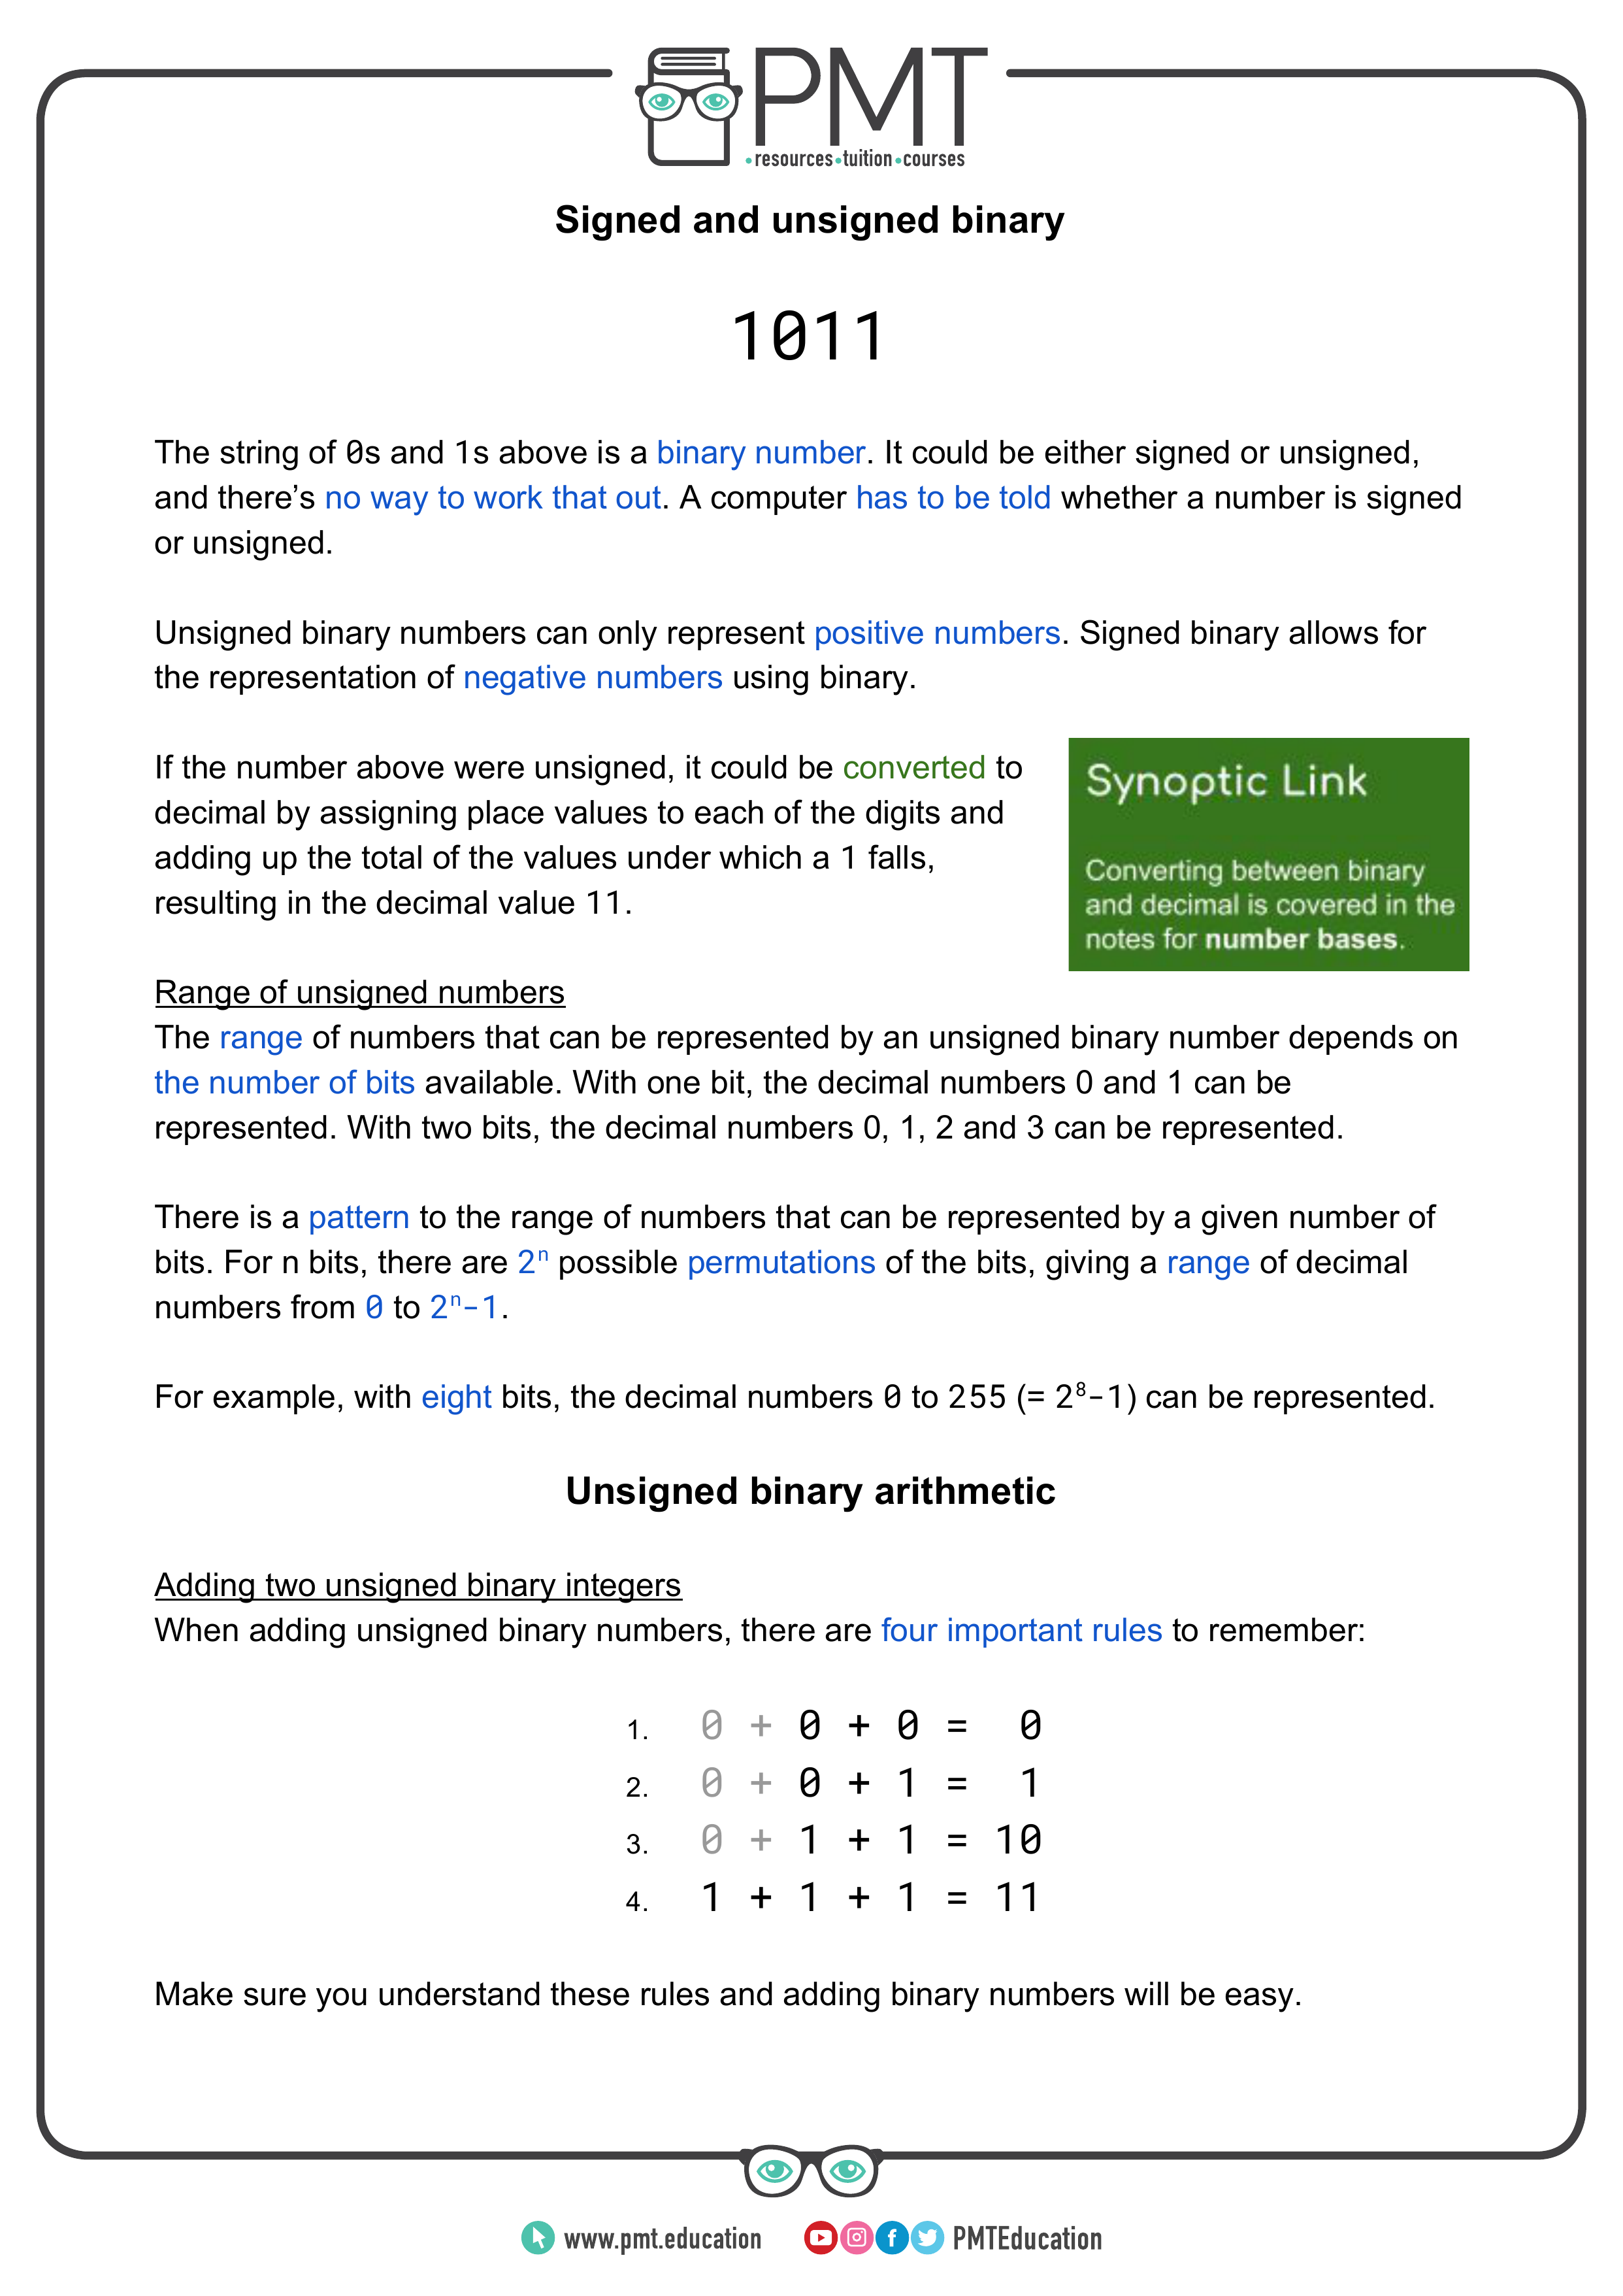 PMT
•resources•tuition•courses
Signed and unsigned binary
1011
The string of 0s and 1s above is a binary number. It could be either signed or unsigned,
and there’s no way to work that out. A computer has to be told whether a number is signed
or unsigned.
Unsigned binary numbers can only represent positive numbers. Signed binary allows for
the representation of negative numbers using binary.
If the number above were unsigned, it could be converted to
decimal by assigning place values to each of the digits and
adding up the total of the values under which a 1 falls,
resulting in the decimal value 11.
Synoptic Link
Converting between binary
and decimal is covered in the
notes for number bases.
Range of unsigned numbers
The range of numbers that can be represented by an unsigned binary number depends on
the number of bits available. With one bit, the decimal numbers 0 and 1 can be
represented. With two bits, the decimal numbers 0, 1, 2 and 3 can be represented.
There is a pattern to the range of numbers that can be represented by a given number of
bits. For n bits, there are 2ⁿ possible permutations of the bits, giving a range of decimal
numbers from 0 to 2ⁿ-1.
For example, with eight bits, the decimal numbers 0 to 255 (= 2⁸-1) can be represented.
Unsigned binary arithmetic
Adding two unsigned binary integers
When adding unsigned binary numbers, there are four important rules to remember:
1. 0 + 0 + 0 = 0
2. 0 + 0 + 1 = 1
3. 0 + 1 + 1 = 10
4. 1 + 1 + 1 = 11
Make sure you understand these rules and adding binary numbers will be easy.
www.pmt.education PMTEducation